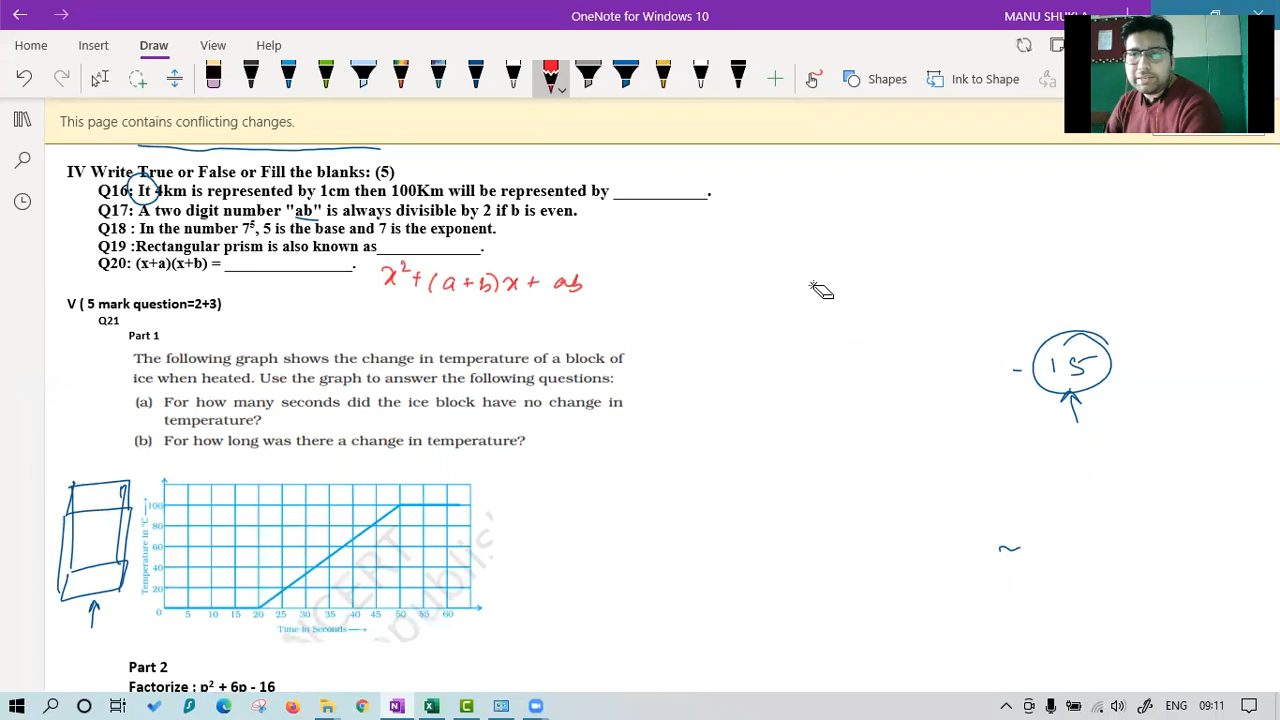 OneNote for Windows 10
Home Insert Draw View Help
Shapes Ink to Shape
This page contains conflicting changes.
IV Write True or False or Fill the blanks: (5)
Q16: It 4km is represented by 1cm then 100Km will be represented by ____________.
Q17: A two digit number "ab" is always divisible by 2 if b is even.
Q18 : In the number 7⁵, 5 is the base and 7 is the exponent.
Q19 :Rectangular prism is also known as_____________.
Q20: (x+a)(x+b) = ________________.
x² + (a+b)x + ab
V ( 5 mark question=2+3)
Q21
Part 1
The following graph shows the change in temperature of a block of
ice when heated. Use the graph to answer the following questions:
(a) For how many seconds did the ice block have no change in
temperature?
(b) For how long was there a change in temperature?
- 15
Temperature in °C
100
80
60
40
20
0
5 10 15 20 25 30 35 40 45 50 55 60
Time in Seconds
Part 2
Factorize : p² + 6p - 16
ENG 09:11